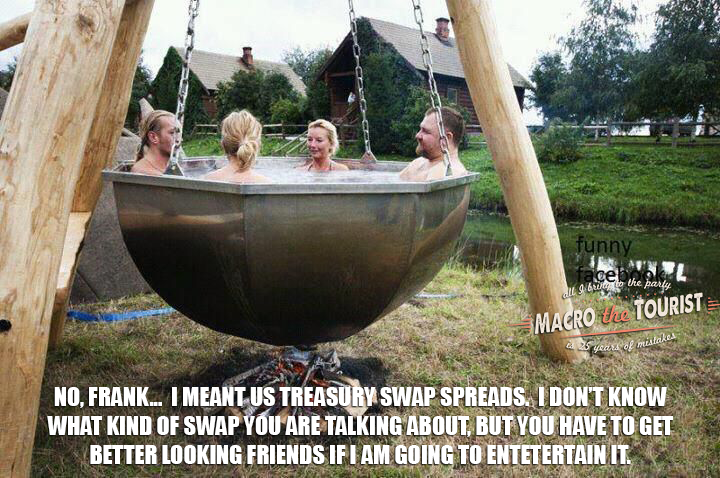 funny
facebook
all I bring to the party
MACRO the TOURIST
is 25 years of mistakes
NO, FRANK... I MEANT US TREASURY SWAP SPREADS. I DON'T KNOW
WHAT KIND OF SWAP YOU ARE TALKING ABOUT, BUT YOU HAVE TO GET
BETTER LOOKING FRIENDS IF I AM GOING TO ENTETERTAIN IT.